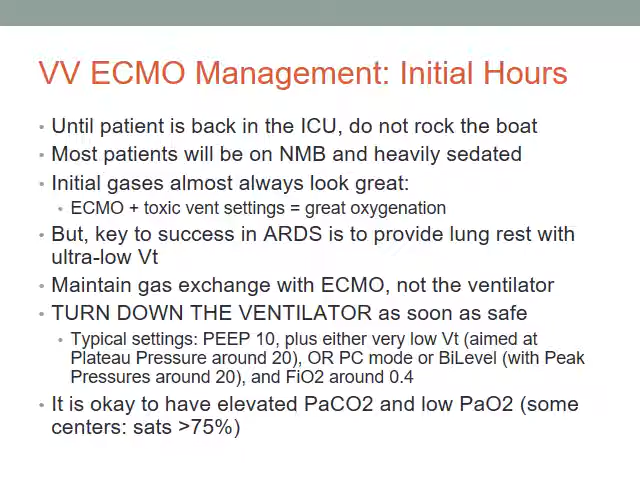 VV ECMO Management: Initial Hours
• Until patient is back in the ICU, do not rock the boat
• Most patients will be on NMB and heavily sedated
• Initial gases almost always look great:
• ECMO + toxic vent settings = great oxygenation
• But, key to success in ARDS is to provide lung rest with
ultra-low Vt
• Maintain gas exchange with ECMO, not the ventilator
• TURN DOWN THE VENTILATOR as soon as safe
• Typical settings: PEEP 10, plus either very low Vt (aimed at
Plateau Pressure around 20), OR PC mode or BiLevel (with Peak
Pressures around 20), and FiO2 around 0.4
• It is okay to have elevated PaCO2 and low PaO2 (some
centers: sats >75%)